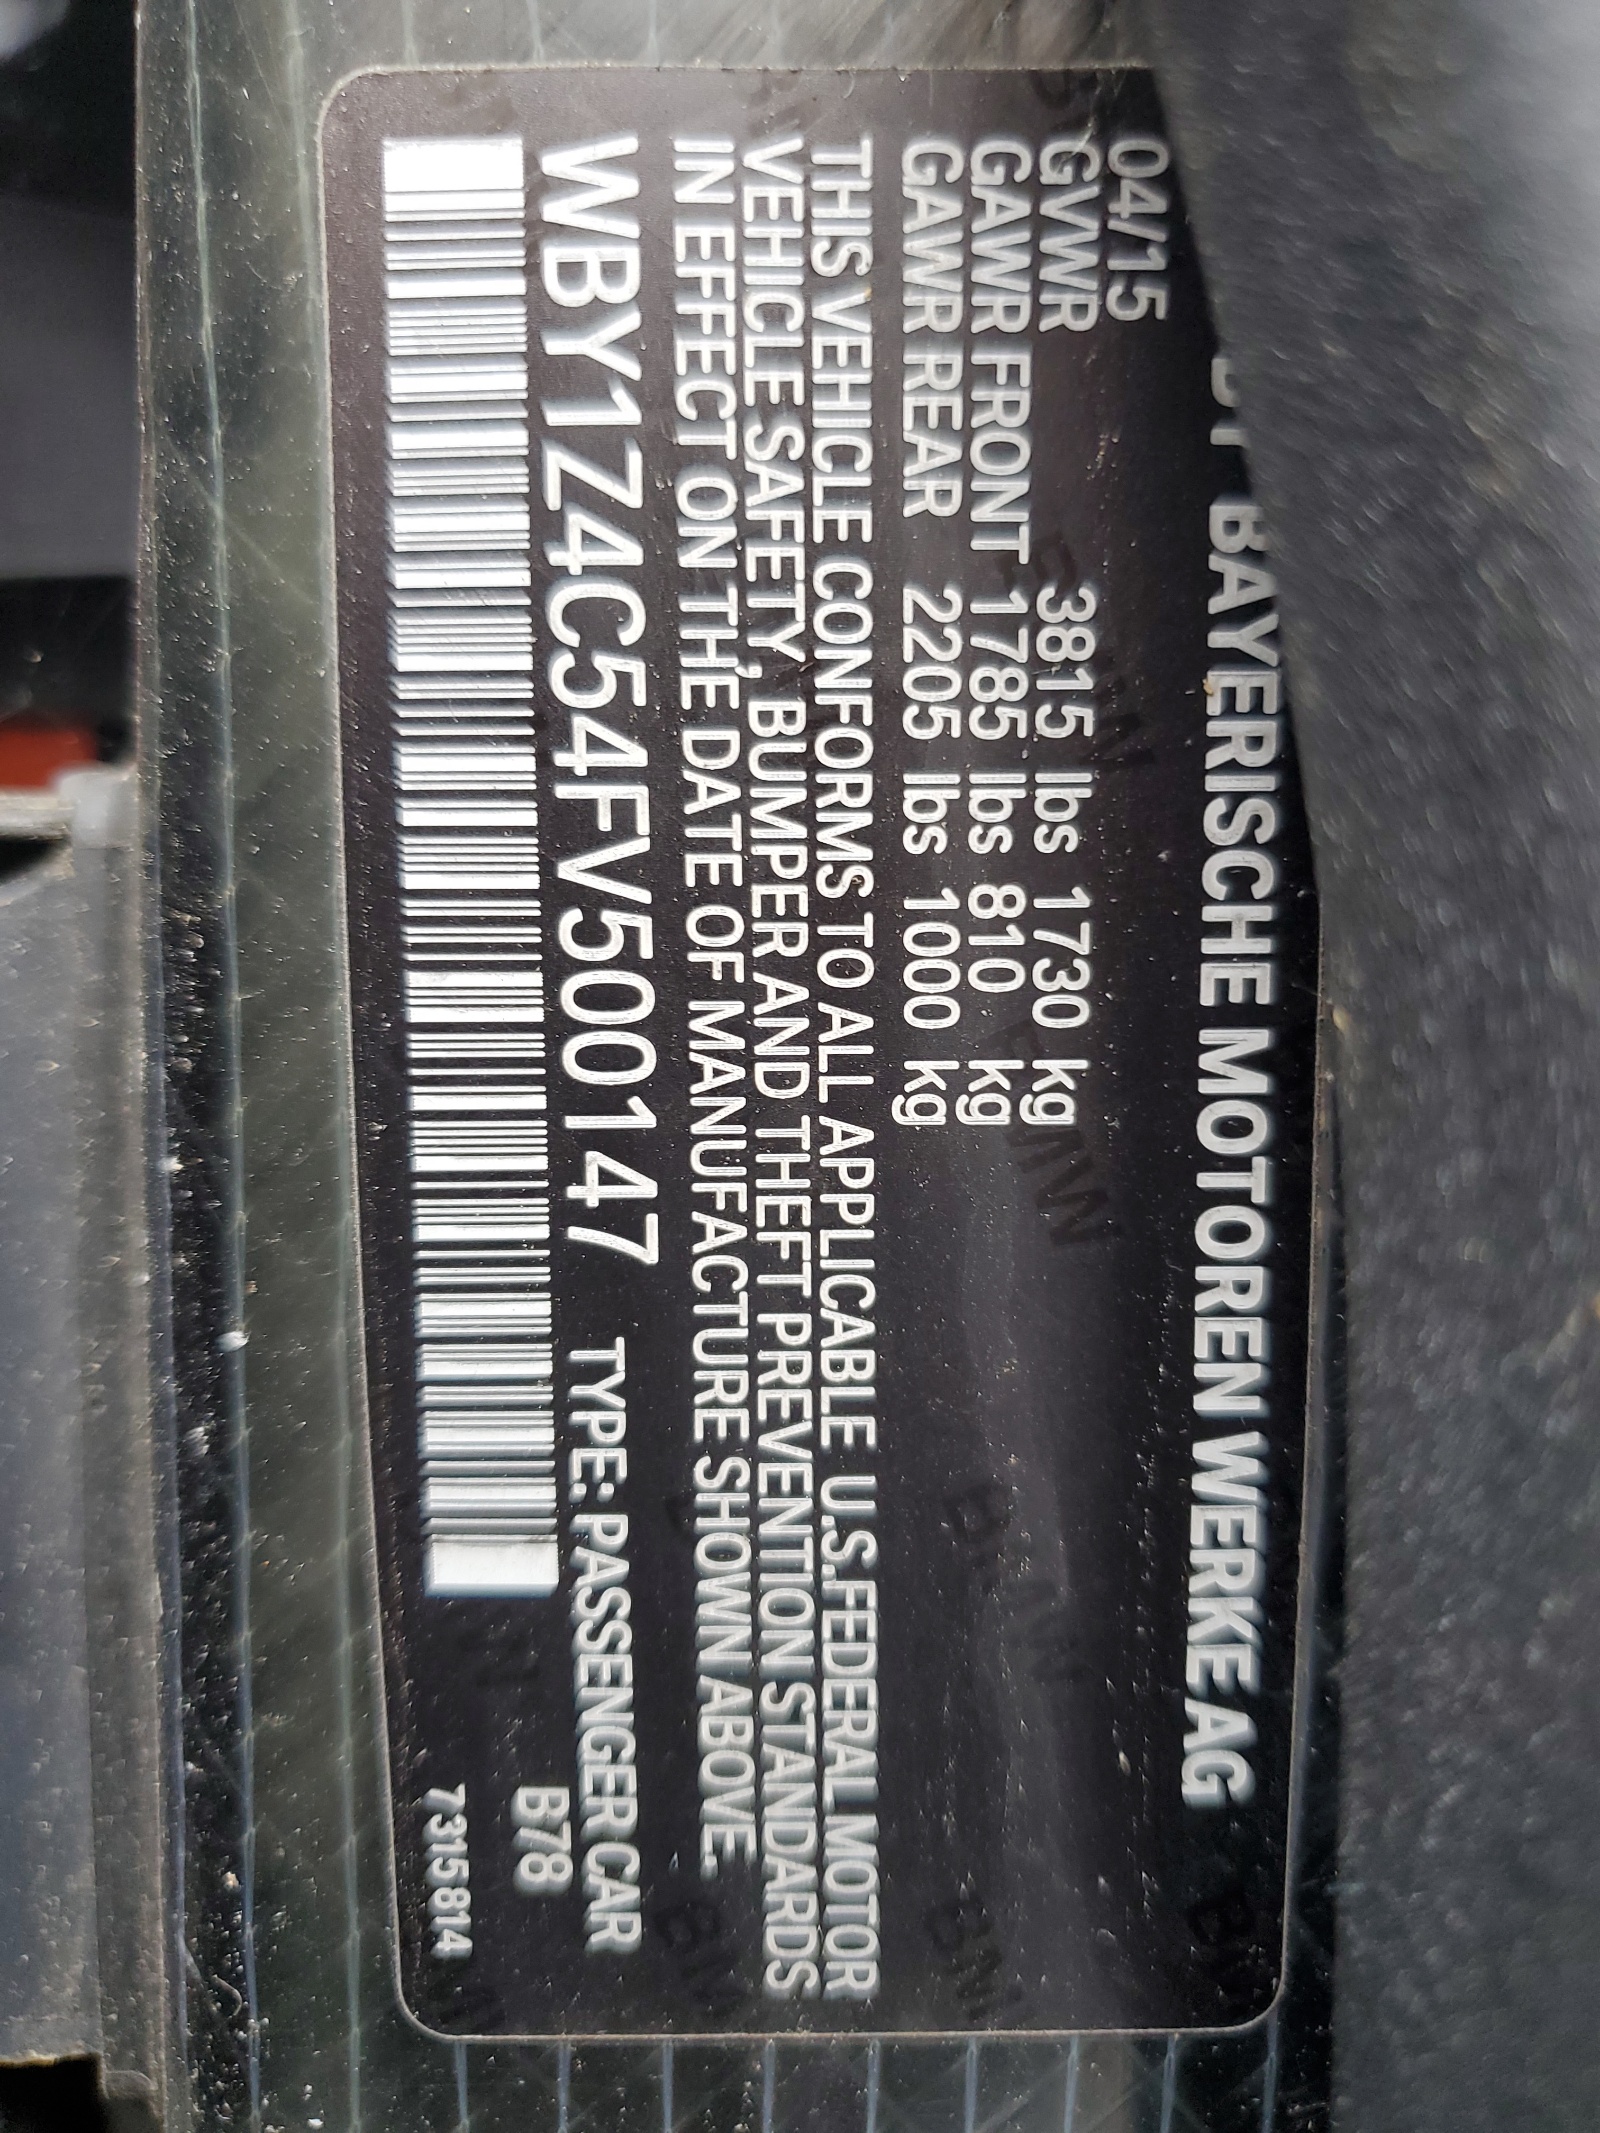 BAYERISCHE MOTOREN WERKE AG
04/15
GVWR 3815 lbs 1730 kg
GAWR FRONT 1785 lbs 810 kg
GAWR REAR 2205 lbs 1000 kg
THIS VEHICLE CONFORMS TO ALL APPLICABLE U.S.FEDERAL MOTOR
VEHICLE SAFETY, BUMPER AND THEFT PREVENTION STANDARDS
IN EFFECT ON THE DATE OF MANUFACTURE SHOWN ABOVE.
WBY1Z4C54FV500147 TYPE: PASSENGER CAR
B78
7315 814